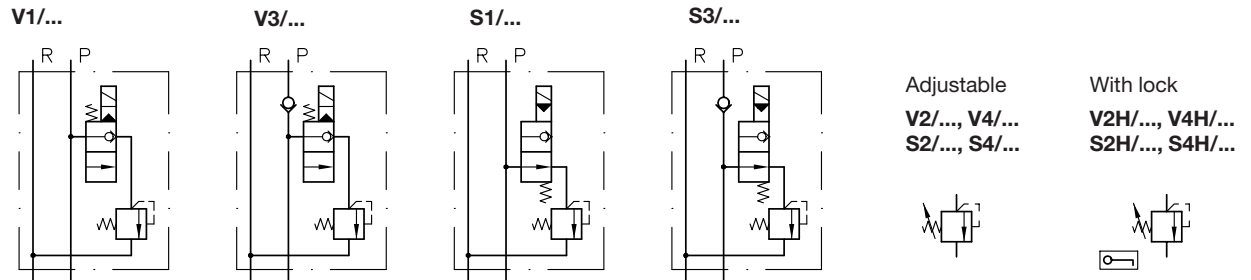 V1/...
V3/...
S1/...
S3/...
R P
R P
R P
R P
Adjustable
V2/..., V4/...
S2/..., S4/...
With lock
V2H/..., V4H/...
S2H/..., S4H/...